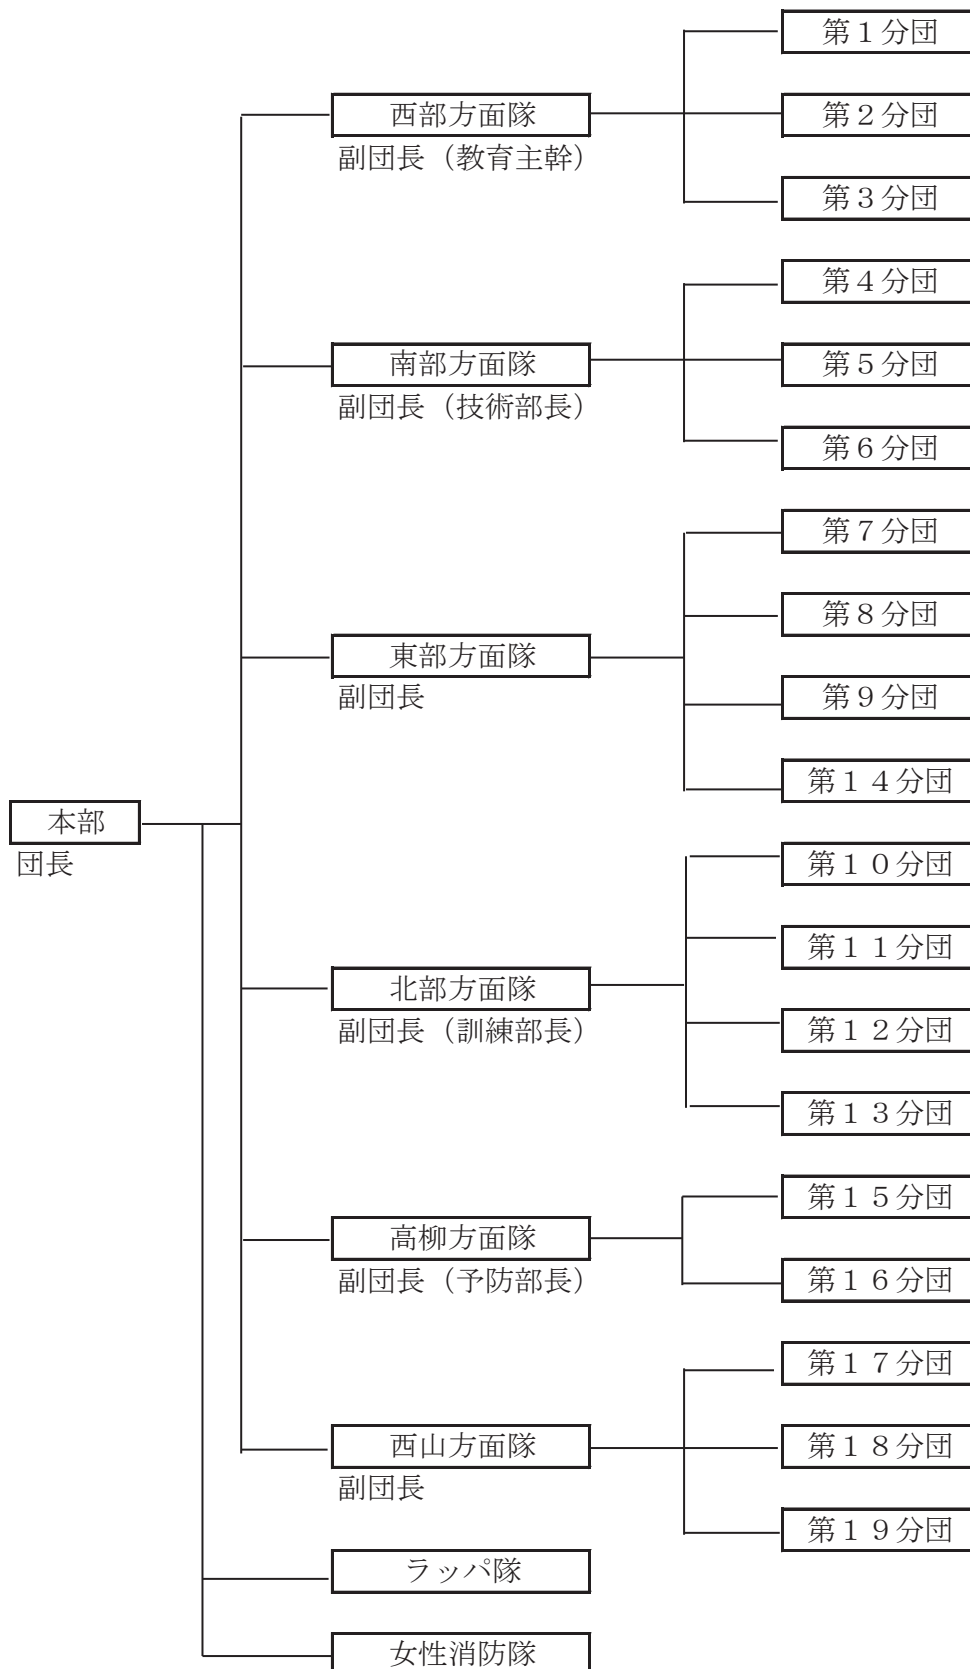 本部
団長
西部方面隊
副団長（教育主幹）
第１分団
第２分団
第３分団
南部方面隊
副団長（技術部長）
第４分団
第５分団
第６分団
東部方面隊
副団長
第７分団
第８分団
第９分団
第１４分団
北部方面隊
副団長（訓練部長）
第１０分団
第１１分団
第１２分団
第１３分団
高柳方面隊
副団長（予防部長）
第１５分団
第１６分団
西山方面隊
副団長
第１７分団
第１８分団
第１９分団
ラッパ隊
女性消防隊